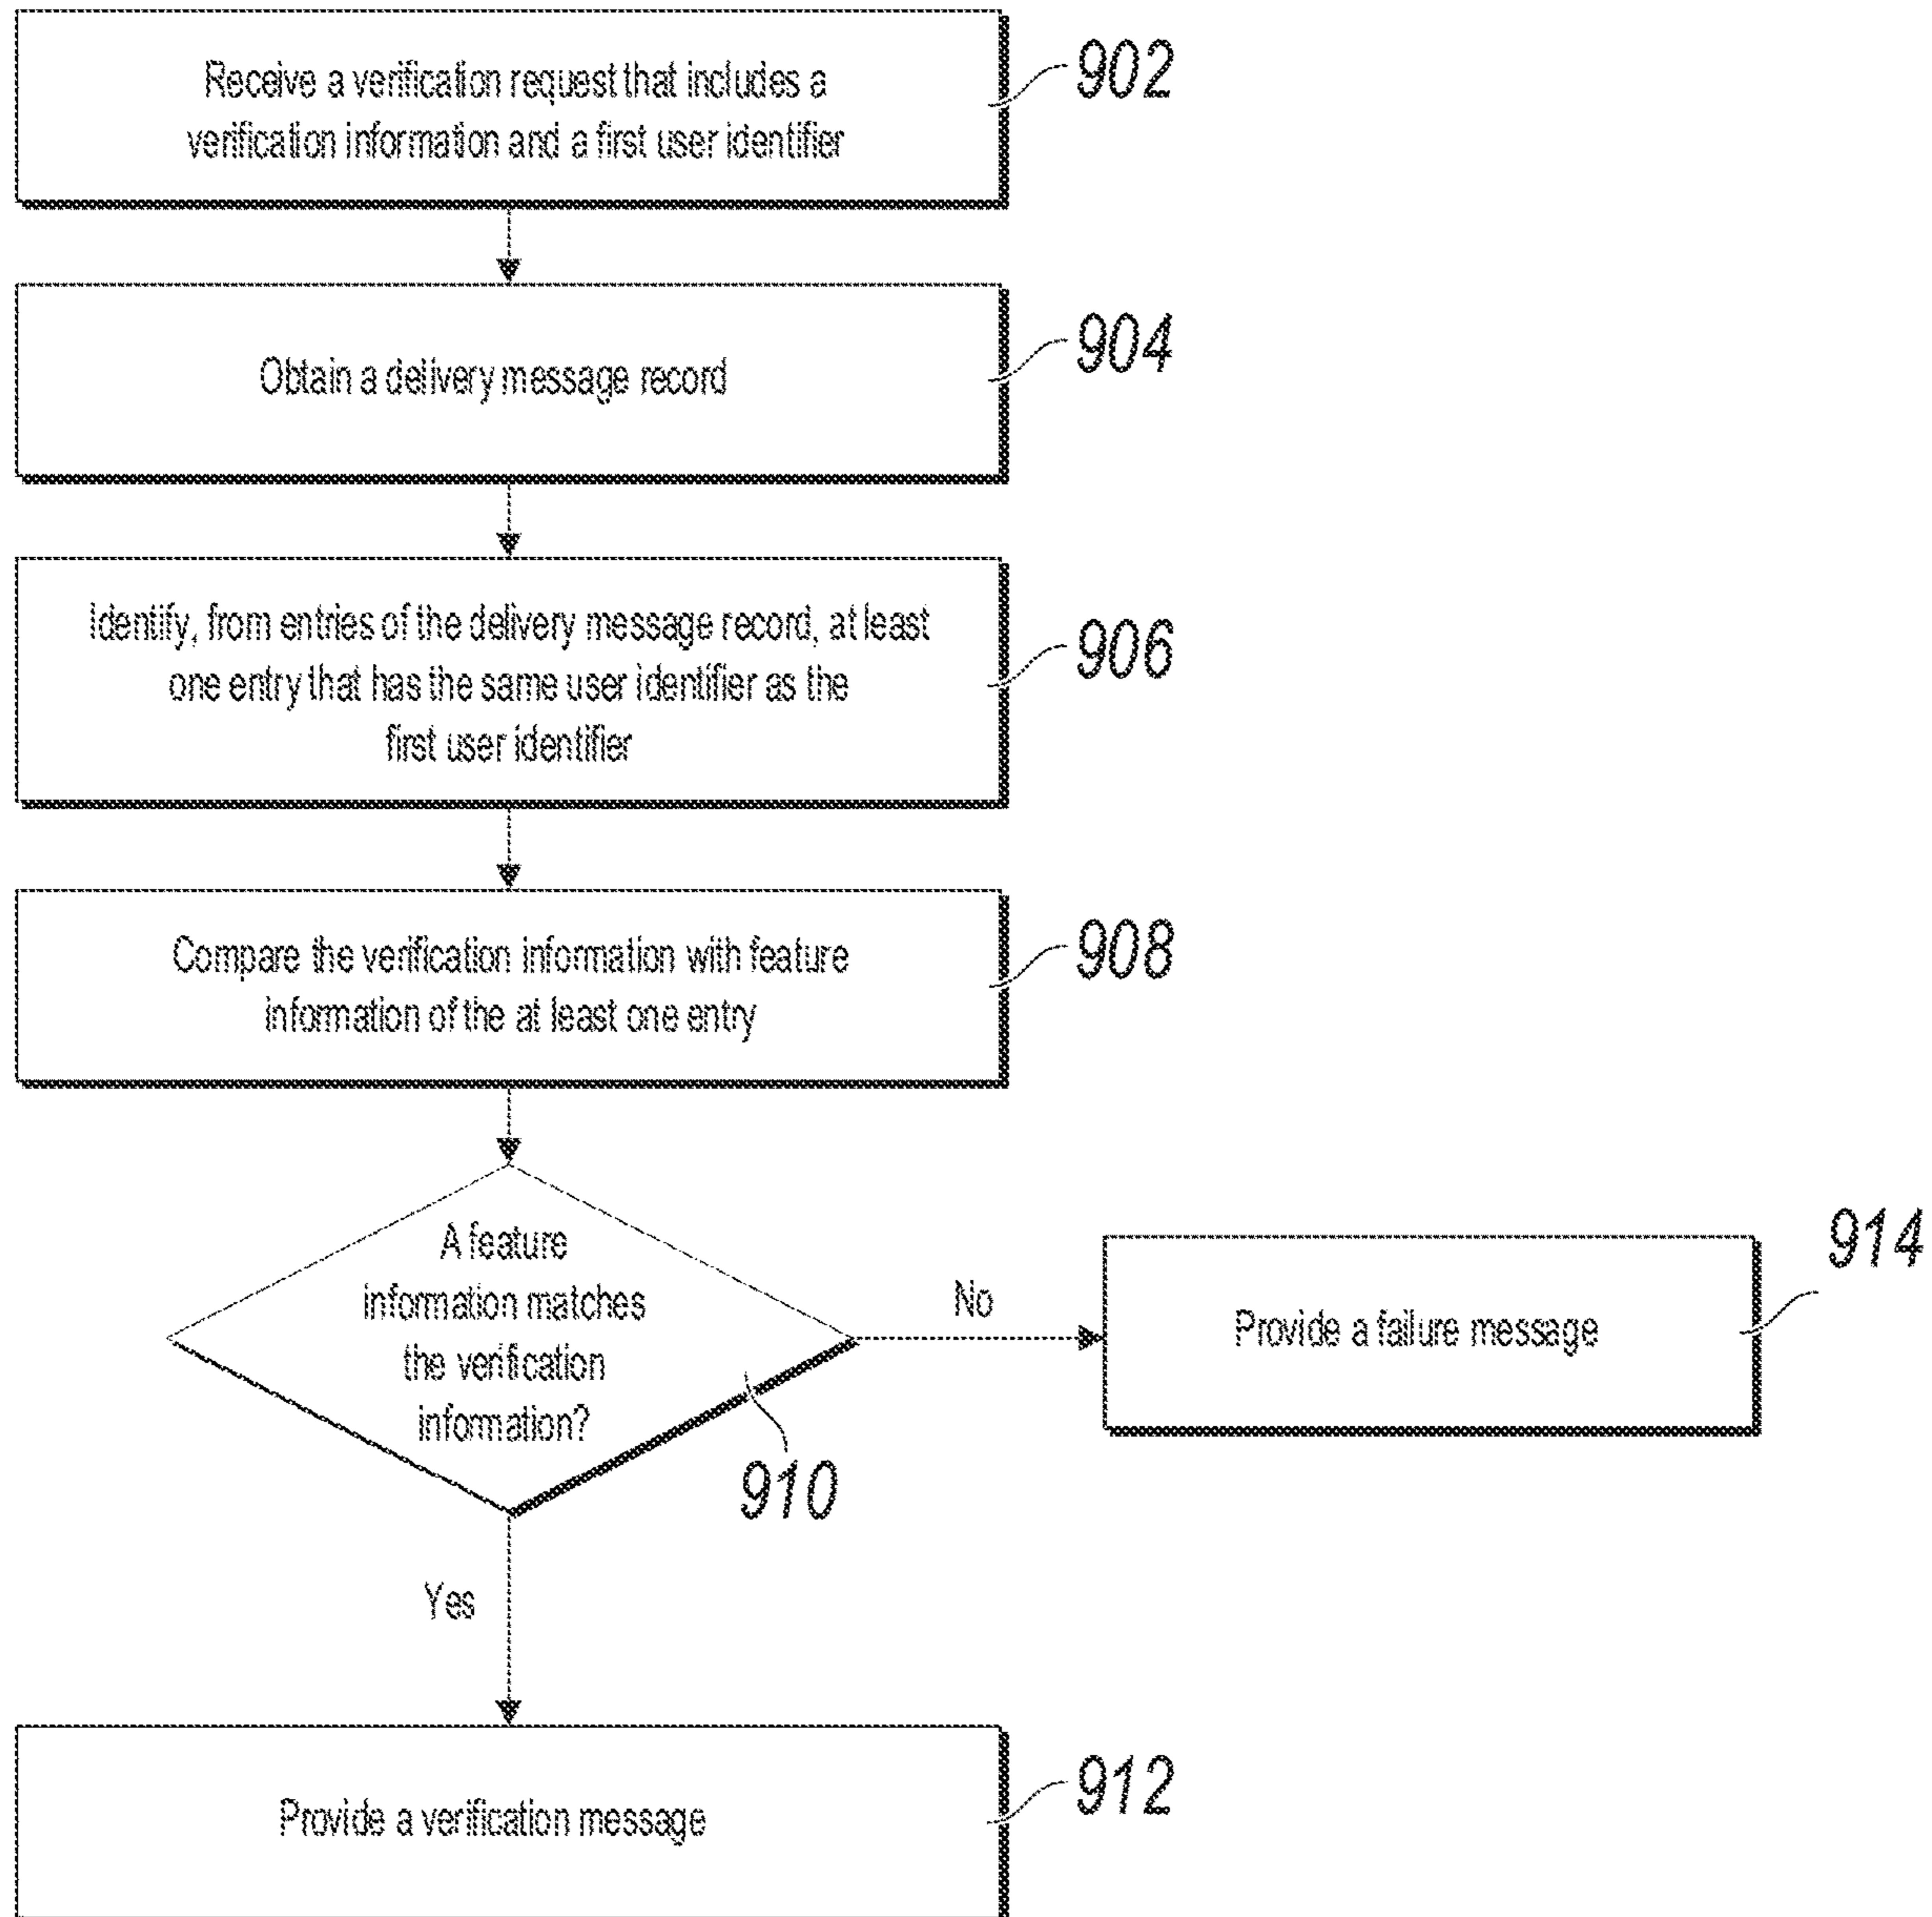 Receive a verification request that includes a
verification information and a first user identifier
902
Obtain a delivery message record
904
Identify, from entries of the delivery message record, at least
one entry that has the same user identifier as the
first user identifier
906
Compare the verification information with feature
information of the at least one entry
908
A feature
information matches
the verification
information?
910
No
Provide a failure message
914
Yes
Provide a verification message
912